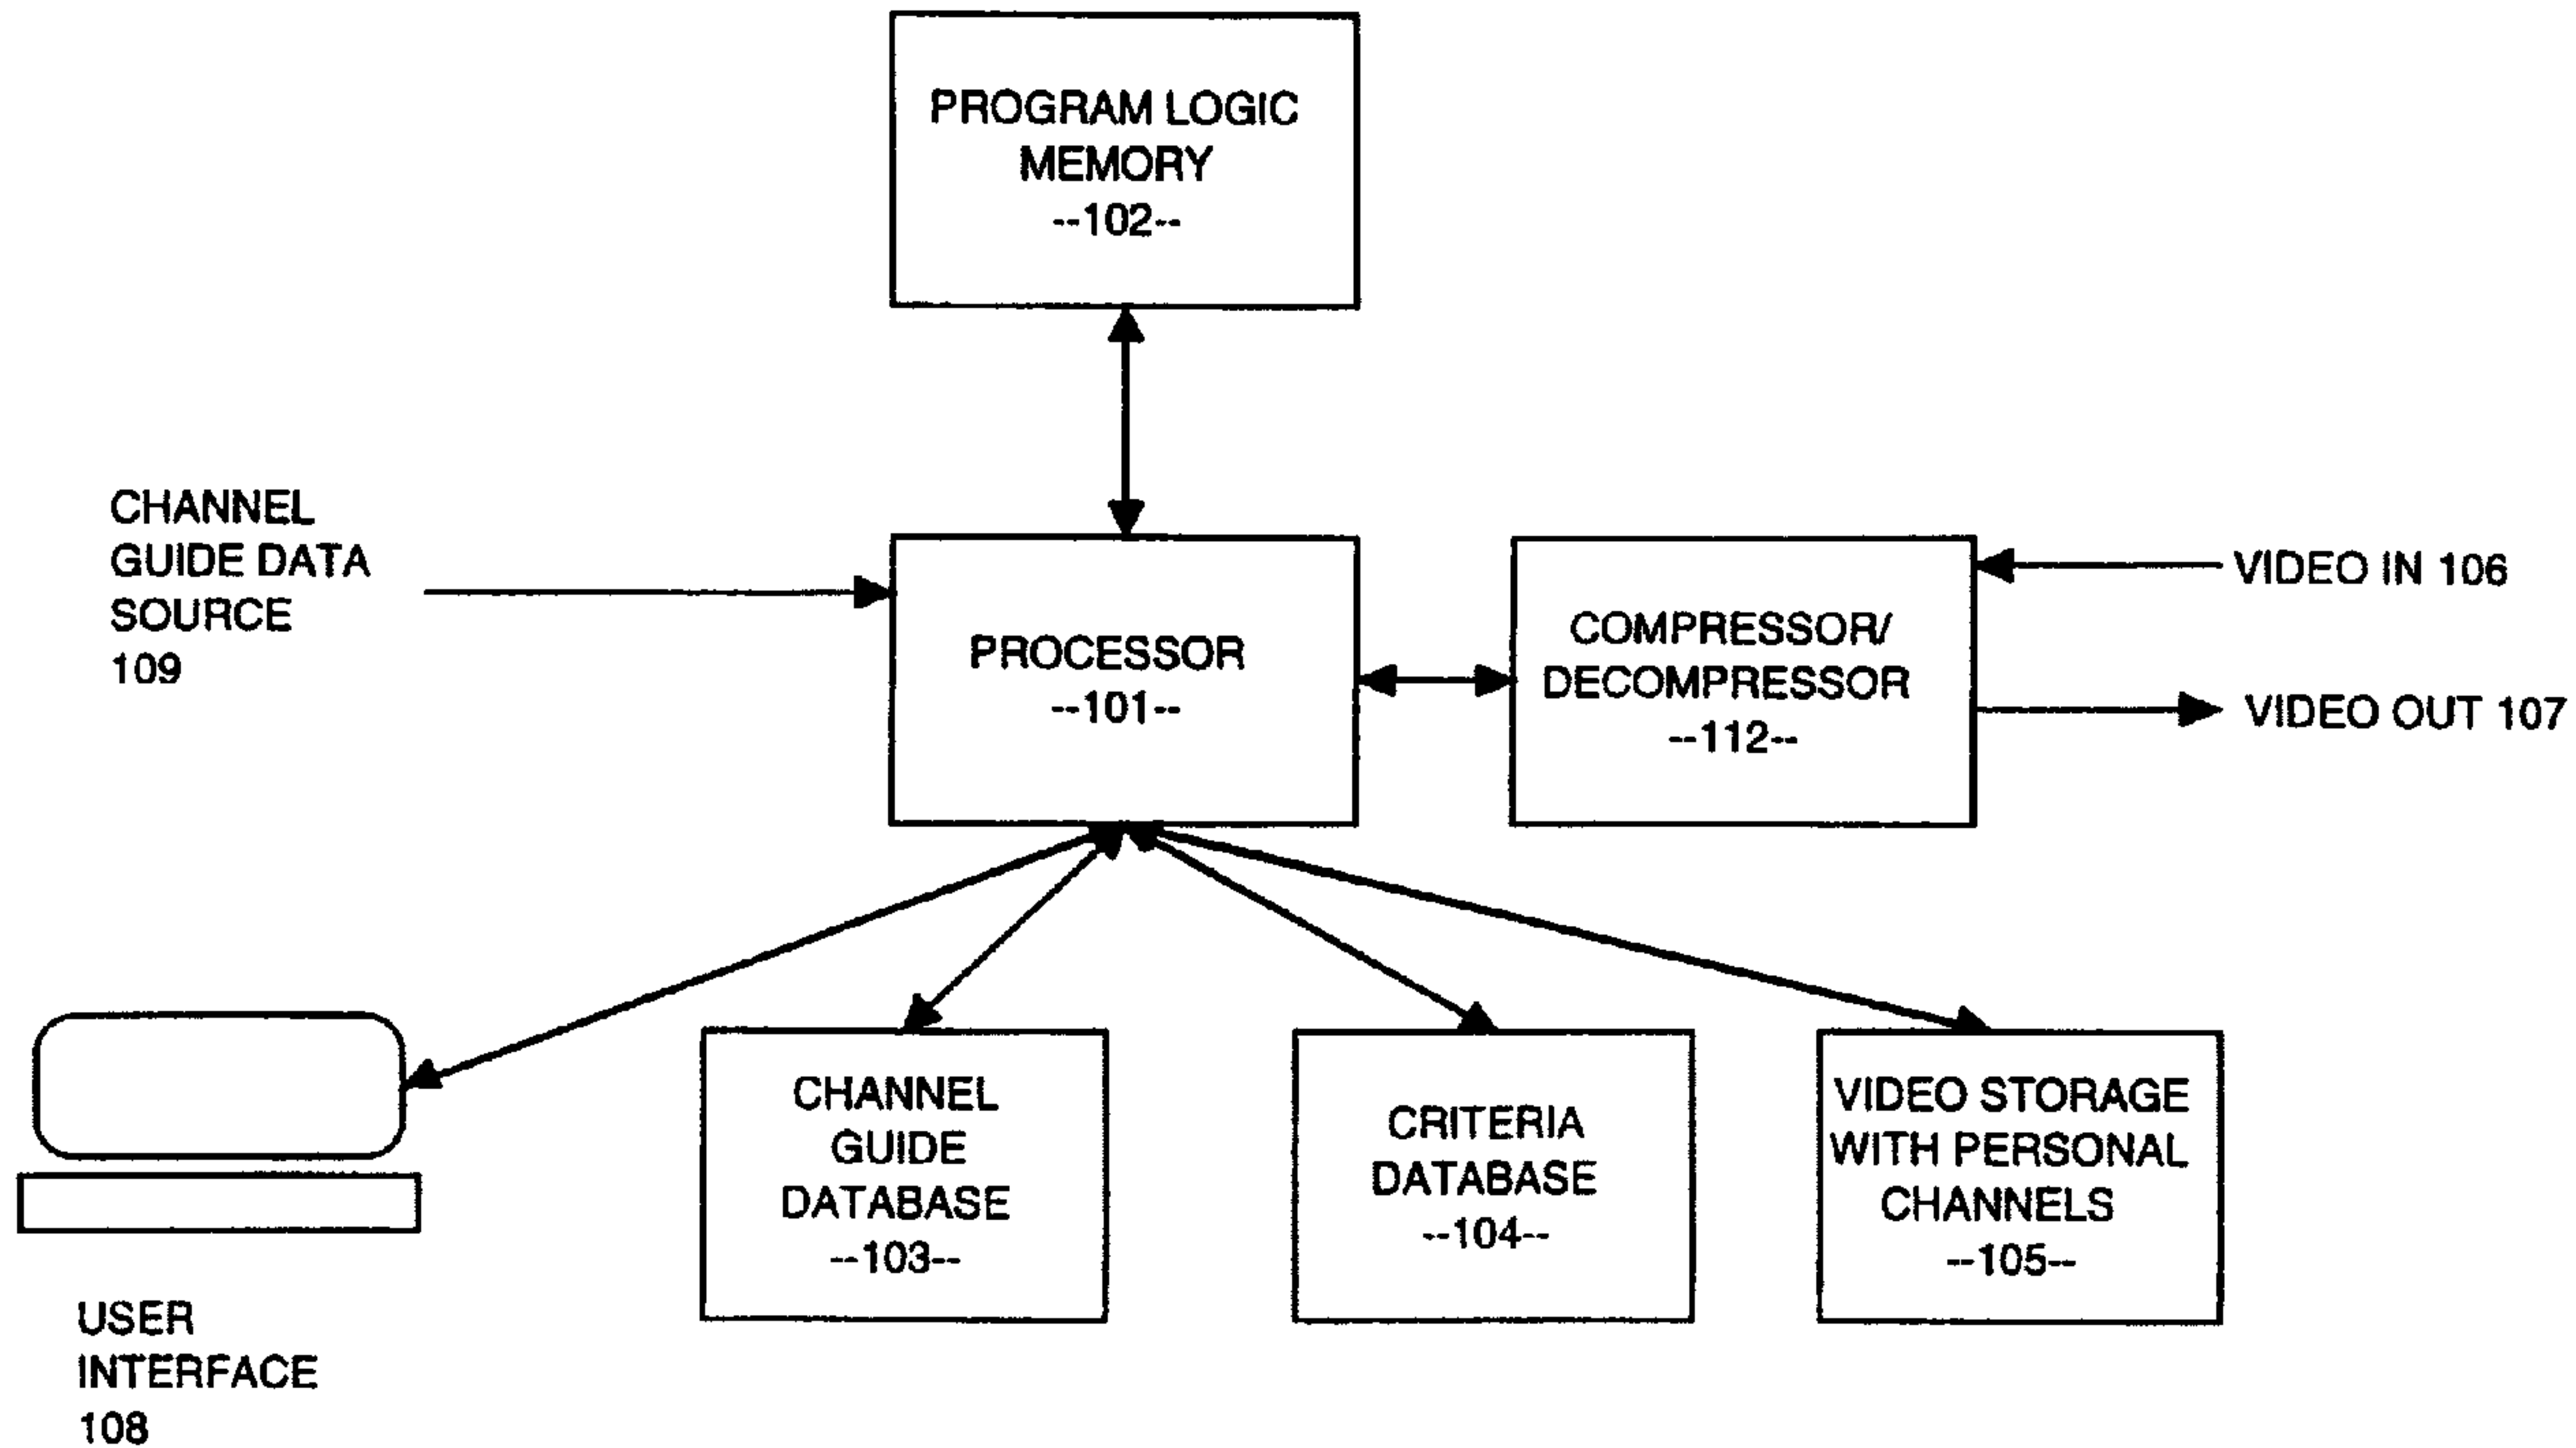 PROGRAM LOGIC
MEMORY
--102--
CHANNEL
GUIDE DATA
SOURCE
109
PROCESSOR
--101--
COMPRESSOR/
DECOMPRESSOR
--112--
VIDEO IN 106
VIDEO OUT 107
USER
INTERFACE
108
CHANNEL
GUIDE
DATABASE
--103--
CRITERIA
DATABASE
--104--
VIDEO STORAGE
WITH PERSONAL
CHANNELS
--105--